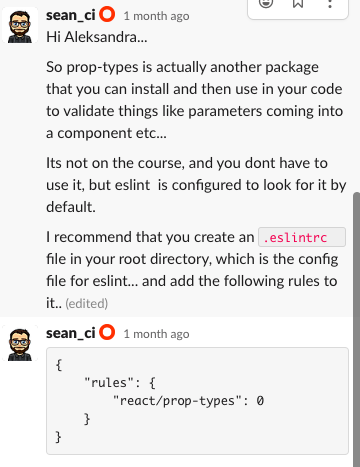 sean_ci 1 month ago
Hi Aleksandra...
So prop-types is actually another package
that you can install and then use in your code
to validate things like parameters coming into
a component etc...
Its not on the course, and you dont have to
use it, but eslint is configured to look for it by
default.
I recommend that you create an .eslintrc
file in your root directory, which is the config
file for eslint... and add the following rules to
it.. (edited)
sean_ci 1 month ago
{
    "rules": {
        "react/prop-types": 0
    }
}